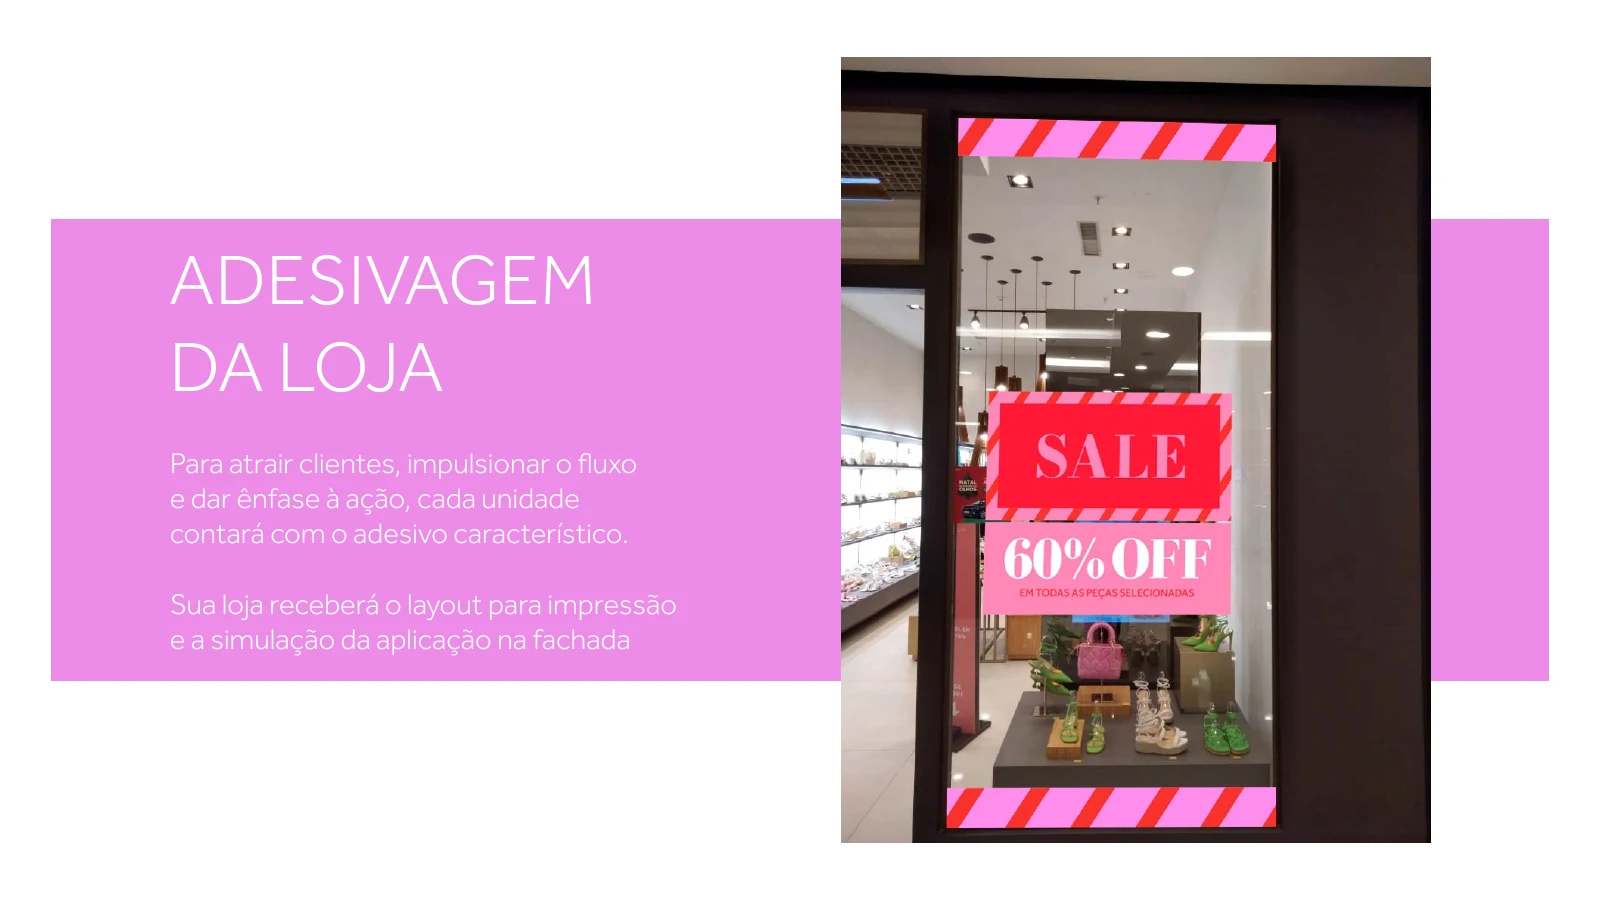 ADESIVAGEM
DA LOJA
Para atrair clientes, impulsionar o fluxo
e dar ênfase à ação, cada unidade
contará com o adesivo característico.
Sua loja receberá o layout para impressão
e a simulação da aplicação na fachada
SALE
60% OFF
EM TODAS AS PEÇAS SELECIONADAS
NATAL